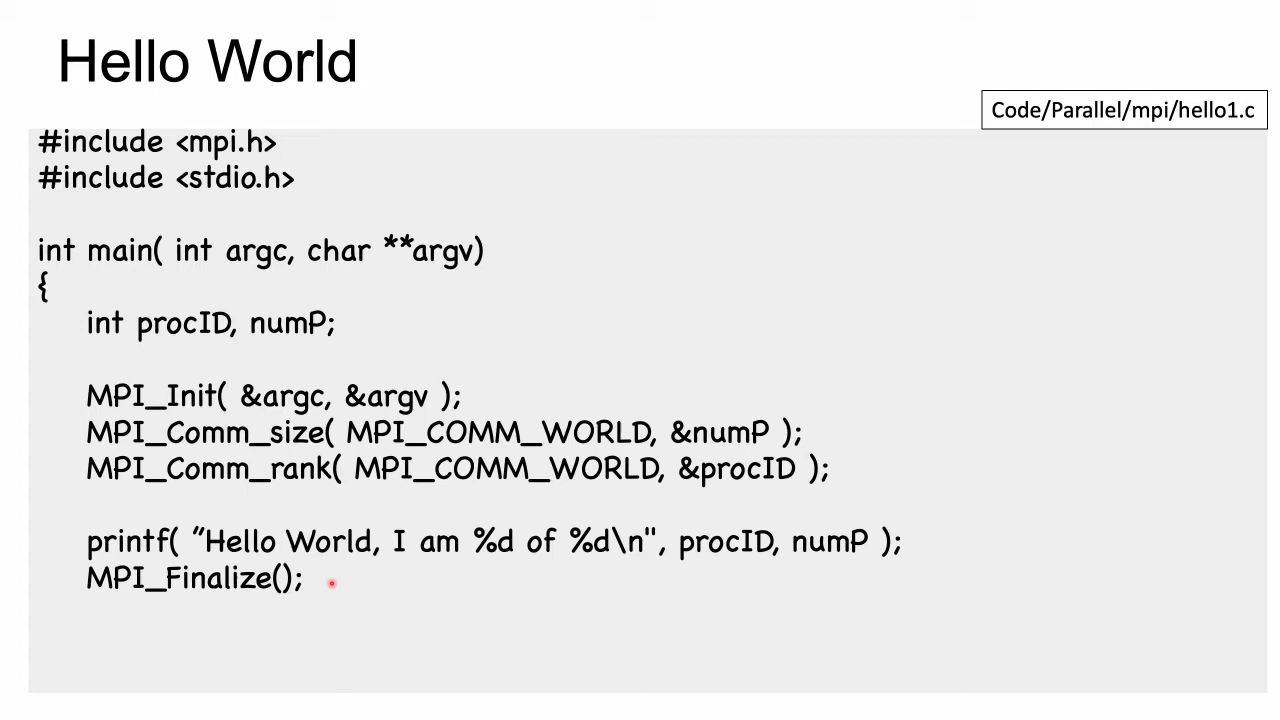 Hello World
Code/Parallel/mpi/hello1.c
#include <mpi.h>
#include <stdio.h>
int main( int argc, char **argv)
{
int procID, numP;
MPI_Init( &argc, &argv );
MPI_Comm_size( MPI_COMM_WORLD, &numP );
MPI_Comm_rank( MPI_COMM_WORLD, &procID );
printf( “Hello World, I am %d of %d\n", procID, numP );
MPI_Finalize();